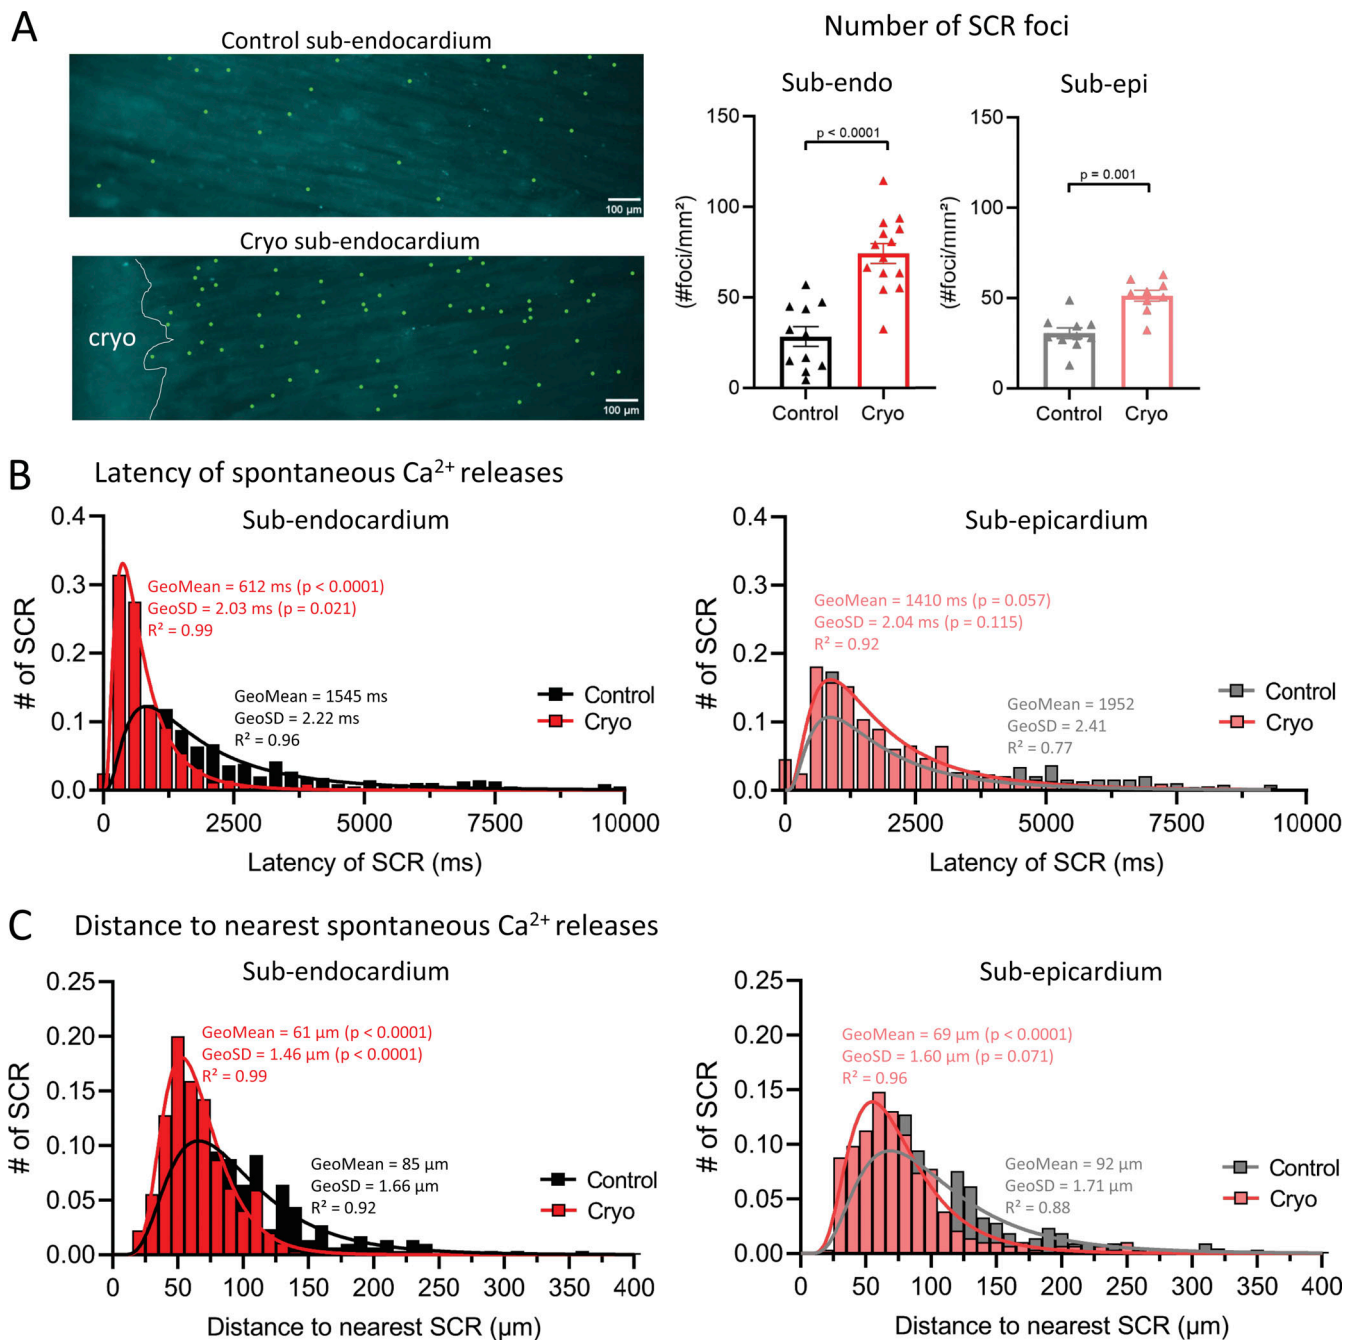 A
Control sub-endocardium
100 µm
Cryo sub-endocardium
cryo
100 µm
Number of SCR foci
Sub-endo
(#foci/mm²)
150
100
50
0
p < 0.0001
Control
Cryo
Sub-epi
(#foci/mm²)
150
100
50
0
p = 0.001
Control
Cryo
B
Latency of spontaneous Ca²⁺ releases
Sub-endocardium
# of SCR
0.4
0.3
0.2
0.1
0.0
GeoMean = 612 ms (p < 0.0001)
GeoSD = 2.03 ms (p = 0.021)
R² = 0.99
GeoMean = 1545 ms
GeoSD = 2.22 ms
R² = 0.96
Control
Cryo
0
2500
5000
7500
10000
Latency of SCR (ms)
Sub-epicardium
# of SCR
0.4
0.3
0.2
0.1
0.0
GeoMean = 1410 ms (p = 0.057)
GeoSD = 2.04 ms (p = 0.115)
R² = 0.92
GeoMean = 1952
GeoSD = 2.41
R² = 0.77
Control
Cryo
0
2500
5000
7500
10000
Latency of SCR (ms)
C
Distance to nearest spontaneous Ca²⁺ releases
Sub-endocardium
# of SCR
0.25
0.20
0.15
0.10
0.05
0.00
GeoMean = 61 µm (p < 0.0001)
GeoSD = 1.46 µm (p < 0.0001)
R² = 0.99
GeoMean = 85 µm
GeoSD = 1.66 µm
R² = 0.92
Control
Cryo
0
50
100
150
200
250
300
350
400
Distance to nearest SCR (µm)
Sub-epicardium
# of SCR
0.25
0.20
0.15
0.10
0.05
0.00
GeoMean = 69 µm (p < 0.0001)
GeoSD = 1.60 µm (p = 0.071)
R² = 0.96
GeoMean = 92 µm
GeoSD = 1.71 µm
R² = 0.88
Control
Cryo
0
50
100
150
200
250
300
350
400
Distance to nearest SCR (µm)